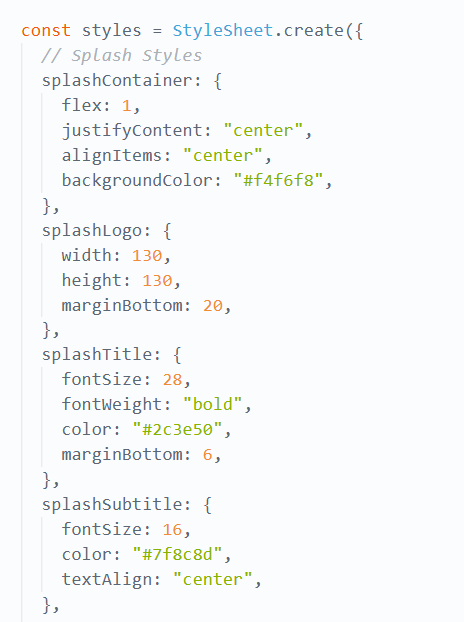 const styles = StyleSheet.create({
  // Splash Styles
  splashContainer: {
    flex: 1,
    justifyContent: "center",
    alignItems: "center",
    backgroundColor: "#f4f6f8",
  },
  splashLogo: {
    width: 130,
    height: 130,
    marginBottom: 20,
  },
  splashTitle: {
    fontSize: 28,
    fontWeight: "bold",
    color: "#2c3e50",
    marginBottom: 6,
  },
  splashSubtitle: {
    fontSize: 16,
    color: "#7f8c8d",
    textAlign: "center",
  },